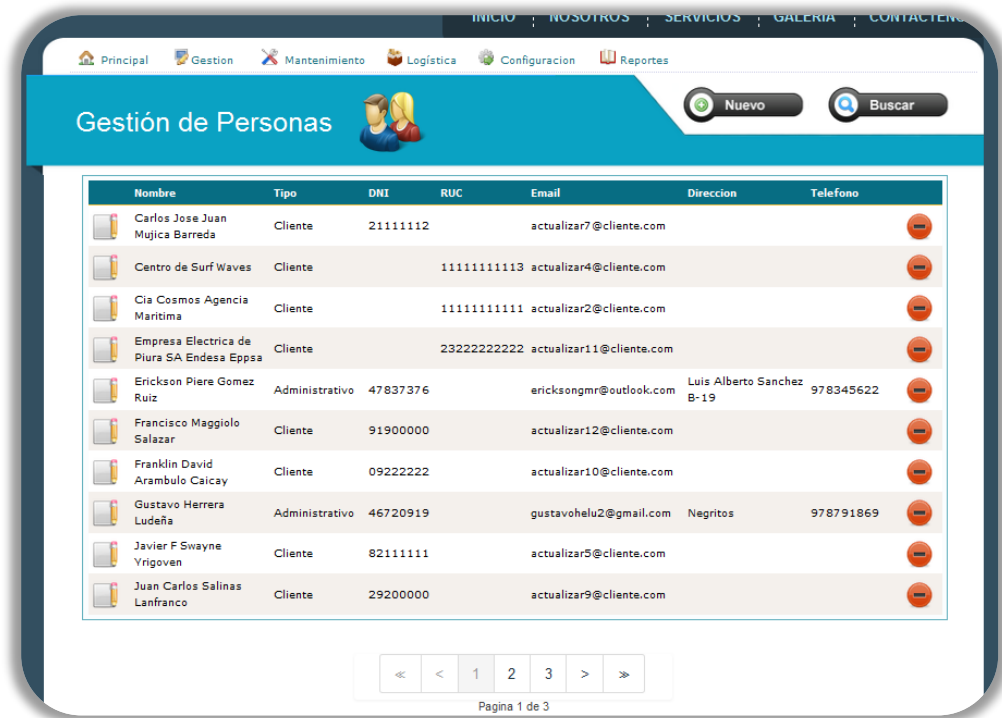 INICIO NOSOTROS SERVICIOS GALERIA CONTACTENO
Principal Gestion Mantenimiento Logística Configuracion Reportes
Gestión de Personas
Nuevo Buscar
Nombre Tipo DNI RUC Email Direccion Telefono
Carlos Jose Juan
Mujica Barreda Cliente 21111112 actualizar7@cliente.com
Centro de Surf Waves Cliente 11111111113 actualizar4@cliente.com
Cia Cosmos Agencia
Maritima Cliente 11111111111 actualizar2@cliente.com
Empresa Electrica de
Piura SA Endesa Eppsa Cliente 23222222222 actualizar11@cliente.com
Erickson Piere Gomez
Ruiz Administrativo 47837376 ericksongmr@outlook.com Luis Alberto Sanchez
B-19 978345622
Francisco Maggiolo
Salazar Cliente 91900000 actualizar12@cliente.com
Franklin David
Arambulo Caicay Cliente 09222222 actualizar10@cliente.com
Gustavo Herrera
Ludeña Administrativo 46720919 gustavohelu2@gmail.com Negritos 978791869
Javier F Swayne
Yrigoven Cliente 82111111 actualizar5@cliente.com
Juan Carlos Salinas
Lanfranco Cliente 29200000 actualizar9@cliente.com
≪ < 1 2 3 > ≫
Pagina 1 de 3